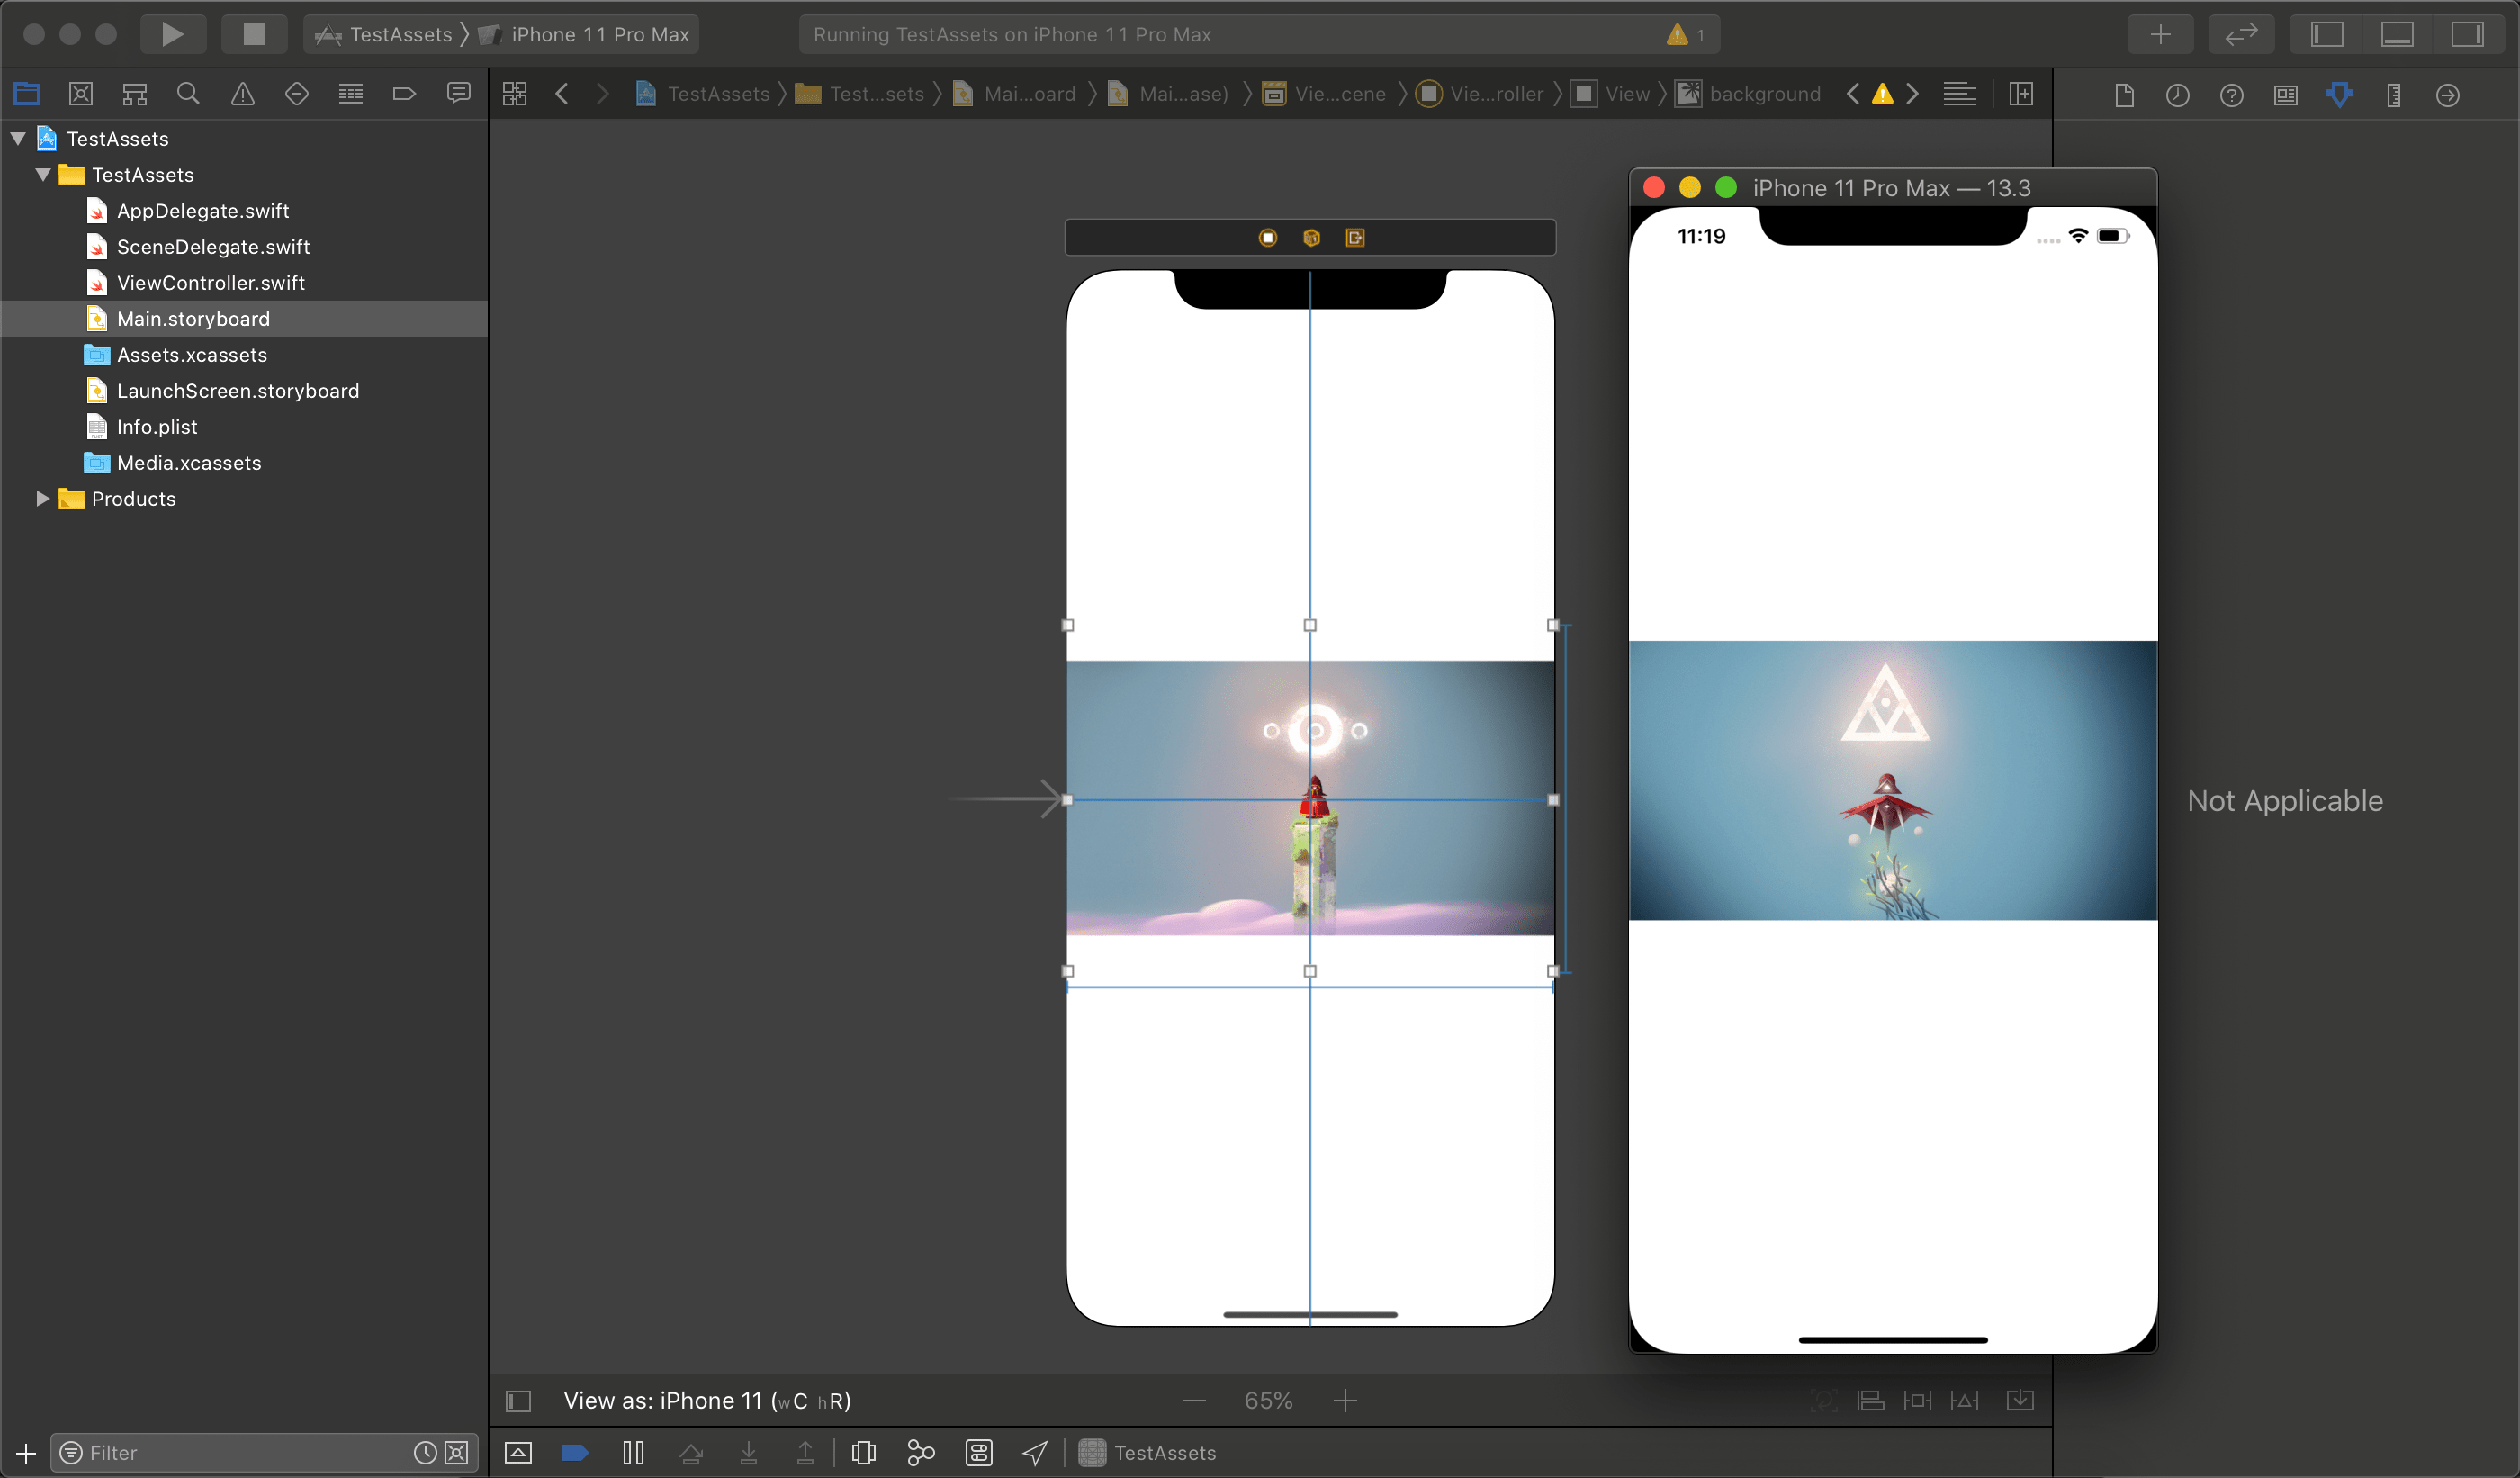 TestAssets 〉 iPhone 11 Pro Max
Running TestAssets on iPhone 11 Pro Max
1
TestAssets 〉 Test...sets 〉 Mai...oard 〉 Mai...ase) 〉 Vie...cene 〉 Vie...roller 〉 View 〉 background
TestAssets
TestAssets
AppDelegate.swift
SceneDelegate.swift
ViewController.swift
Main.storyboard
Assets.xcassets
LaunchScreen.storyboard
Info.plist
Media.xcassets
Products
iPhone 11 Pro Max — 13.3
11:19
Not Applicable
View as: iPhone 11 (wC hR)
65%
Filter
TestAssets